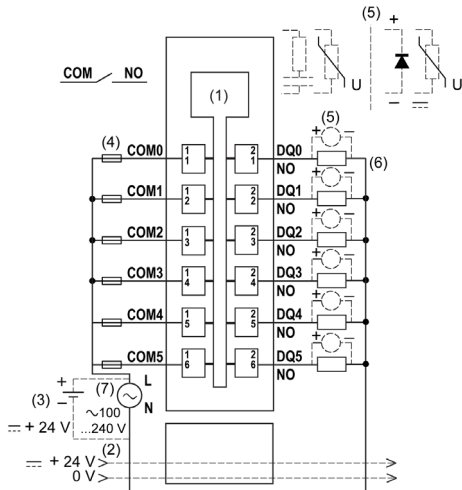 (5)
+
COM NO
U
U
−
(1)
(5)
+ −
(4) COM0 1 1 2 1 DQ0
NO
(6)
+ −
COM1 1 2 2 2 DQ1
NO
+ −
COM2 1 3 2 3 DQ2
NO
+ −
COM3 1 4 2 4 DQ3
NO
+ −
COM4 1 5 2 5 DQ4
NO
+ −
COM5 1 6 2 6 DQ5
NO
+ (7) L
(3)
− N
∼100
...240 V
⎓ + 24 V
(2)
⎓ + 24 V
0 V